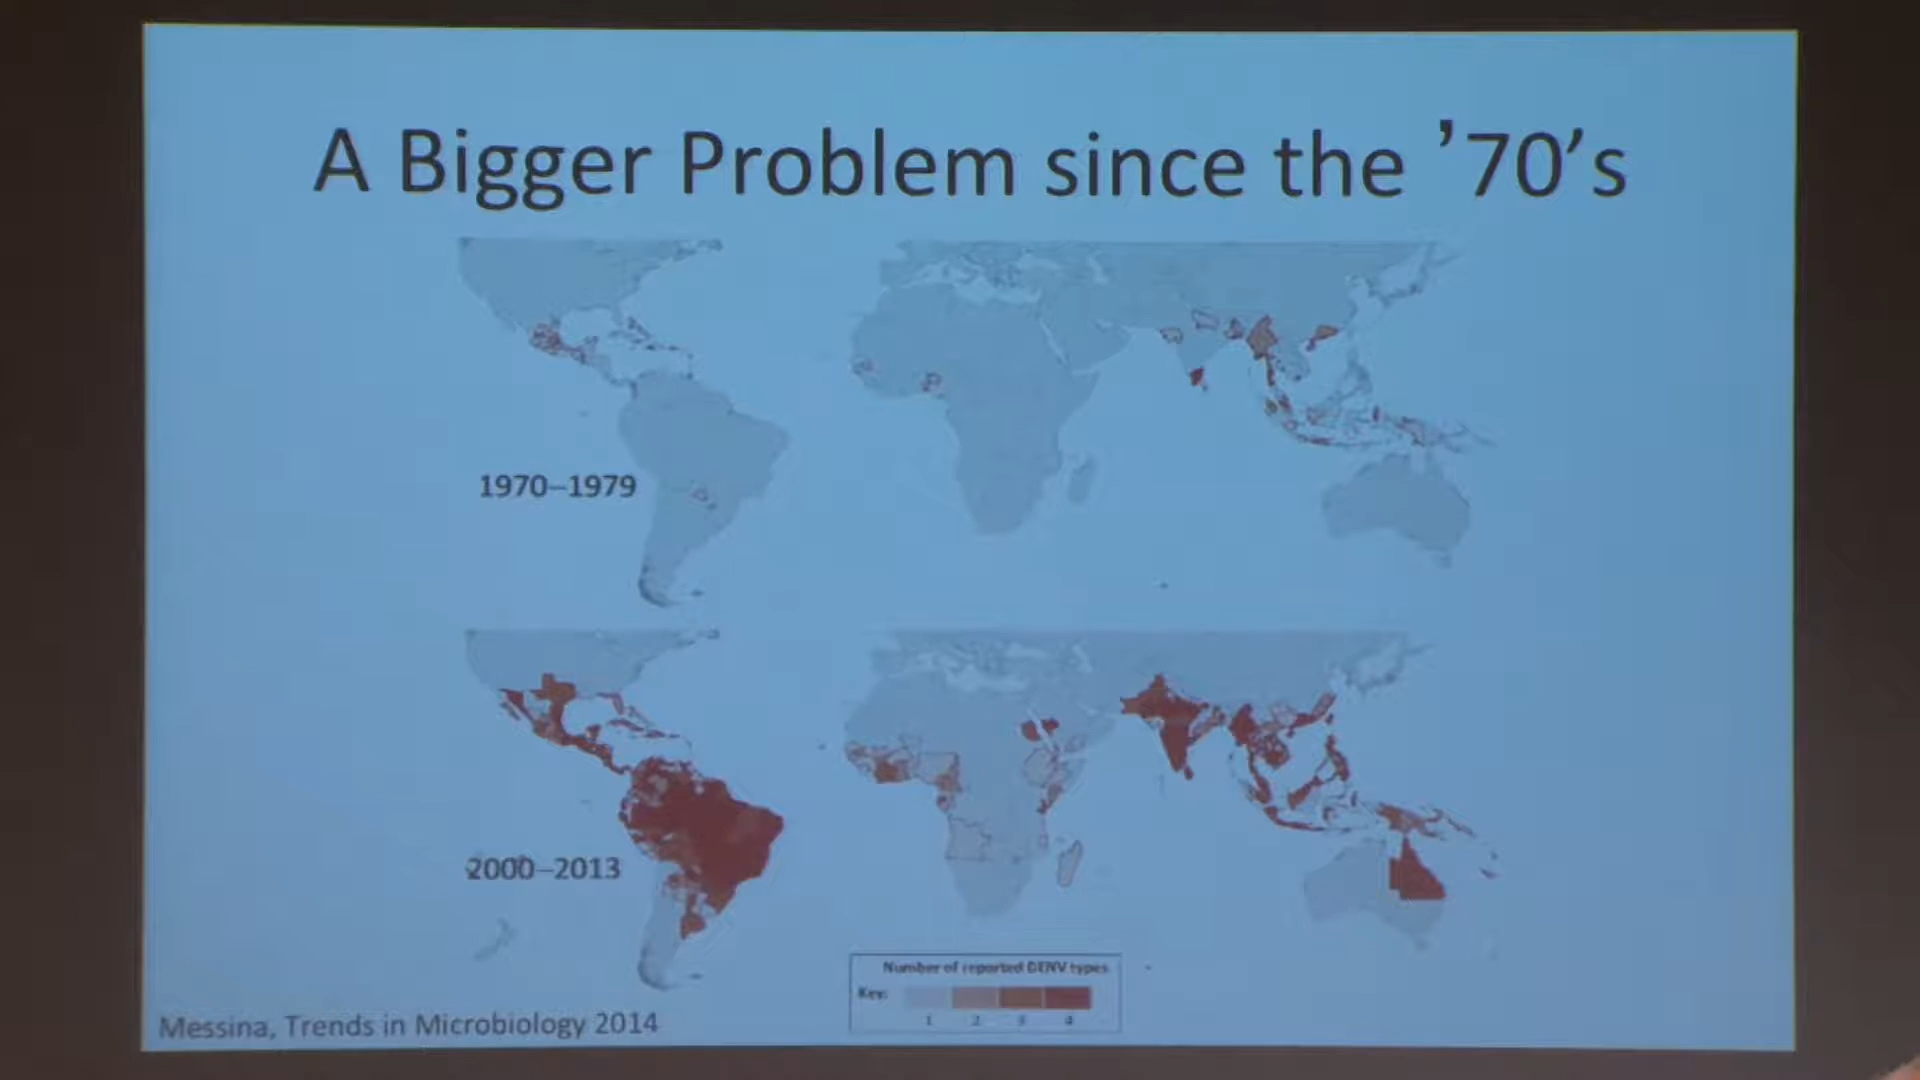 A Bigger Problem since the ’70’s
1970–1979
2000–2013
Number of reported DENV types
Key:
1 2 3 4
Messina, Trends in Microbiology 2014